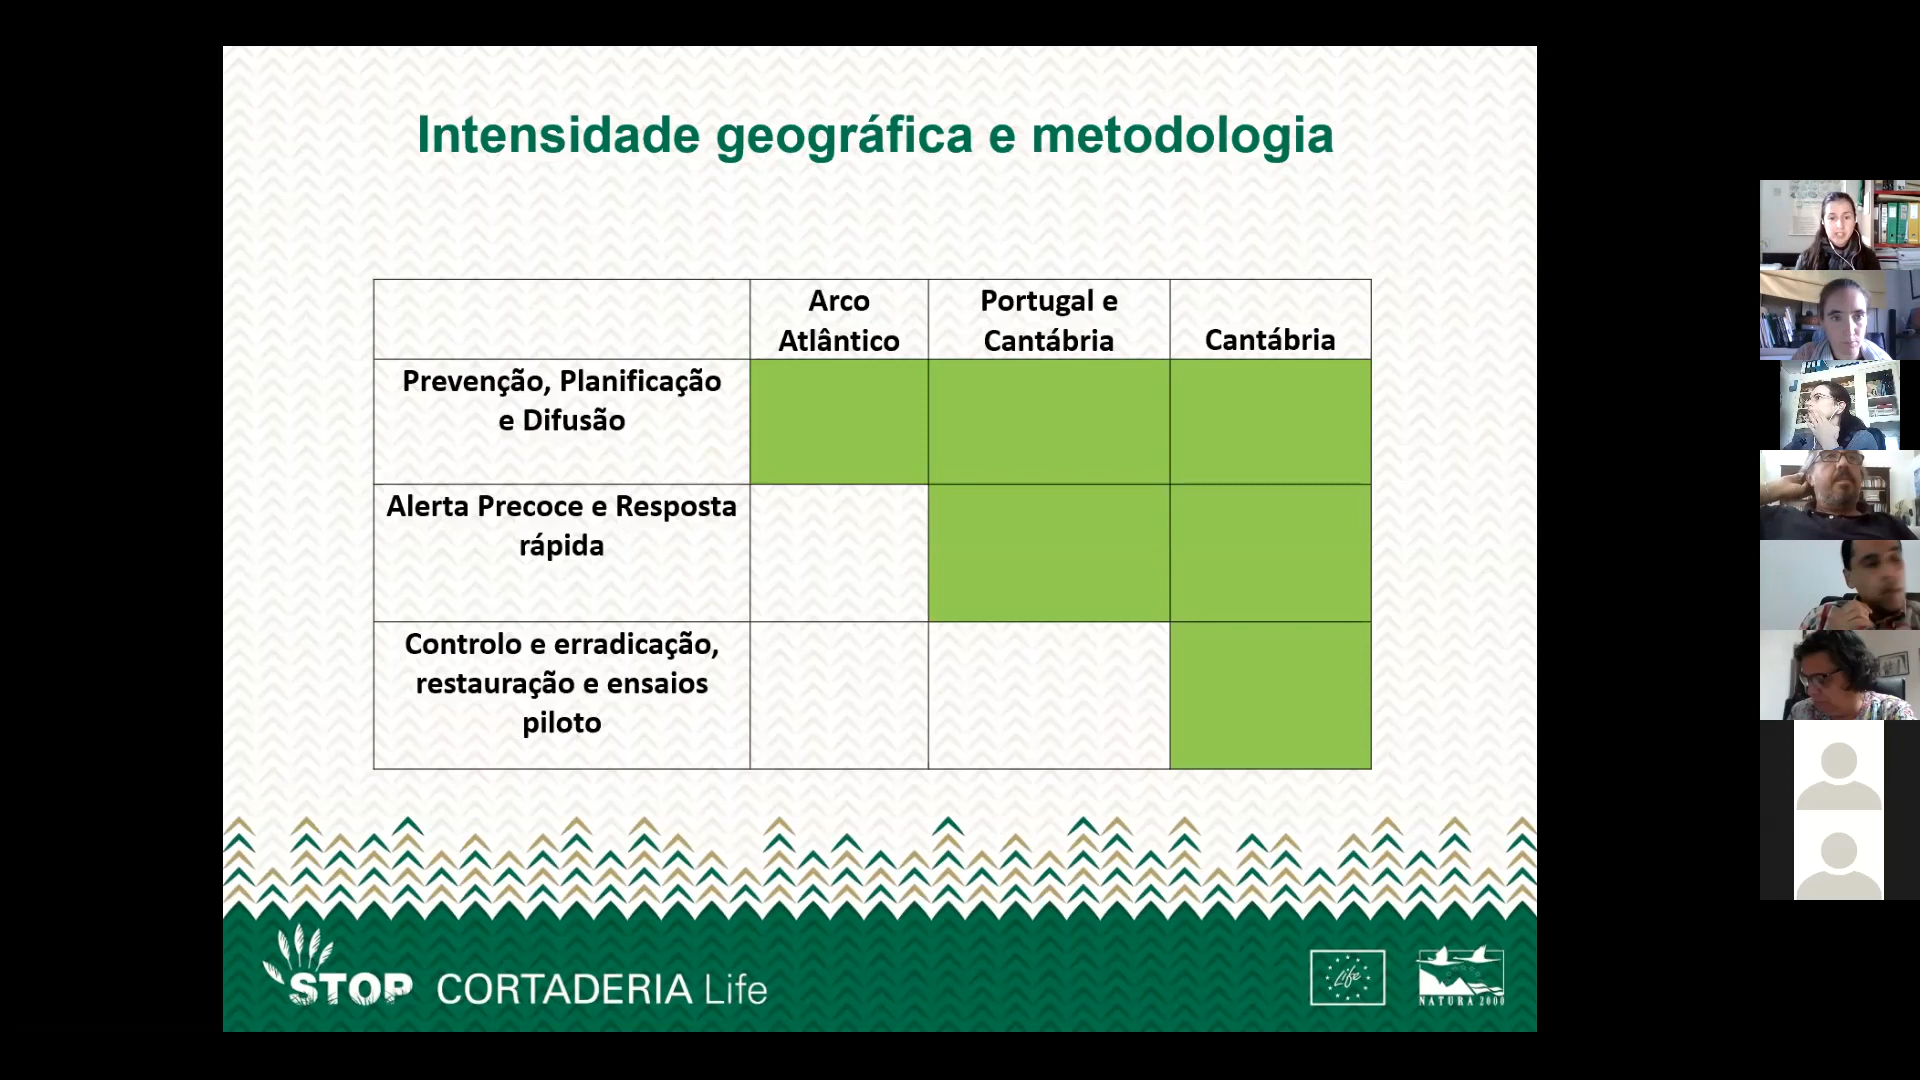 Intensidade geográfica e metodologia
Arco
Atlântico
Portugal e
Cantábria
Cantábria
Prevenção, Planificação
e Difusão
Alerta Precoce e Resposta
rápida
Controlo e erradicação,
restauração e ensaios
piloto
STOP CORTADERIA Life
Life
NATURA 2000